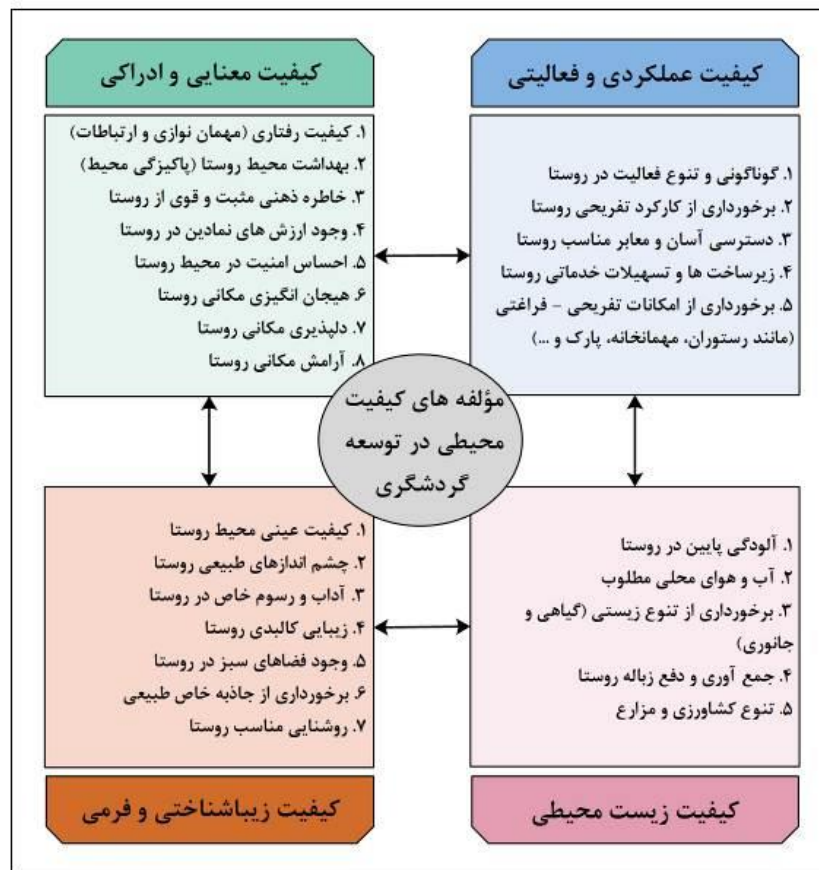 کیفیت عملکردی و فعالیتی
۱. گوناگونی و تنوع فعالیت در روستا
۲. برخورداری از کارکرد تفریحی روستا
۳. دسترسی آسان و معابر مناسب روستا
۴. زیرساخت ها و تسهیلات خدماتی روستا
۵. برخورداری از امکانات تفریحی – فراغتی
(مانند رستوران، مهمانخانه، پارک و ...)
کیفیت معنایی و ادراکی
۱. کیفیت رفتاری (مهمان نوازی و ارتباطات)
۲. بهداشت محیط روستا (پاکیزگی محیط)
۳. خاطره ذهنی مثبت و قوی از روستا
۴. وجود ارزش های نمادین در روستا
۵. احساس امنیت در محیط روستا
۶. هیجان انگیزی مکانی روستا
۷. دلپذیری مکانی روستا
۸. آرامش مکانی روستا
مؤلفه های کیفیت
محیطی در توسعه
گردشگری
۱. آلودگی پایین در روستا
۲. آب و هوای محلی مطلوب
۳. برخورداری از تنوع زیستی (گیاهی و
جانوری)
۴. جمع آوری و دفع زباله روستا
۵. تنوع کشاورزی و مزارع
کیفیت زیست محیطی
۱. کیفیت عینی محیط روستا
۲. چشم اندازهای طبیعی روستا
۳. آداب و رسوم خاص در روستا
۴. زیبایی کالبدی روستا
۵. وجود فضاهای سبز در روستا
۶. برخورداری از جاذبه خاص طبیعی
۷. روشنایی مناسب روستا
کیفیت زیباشناختی و فرمی